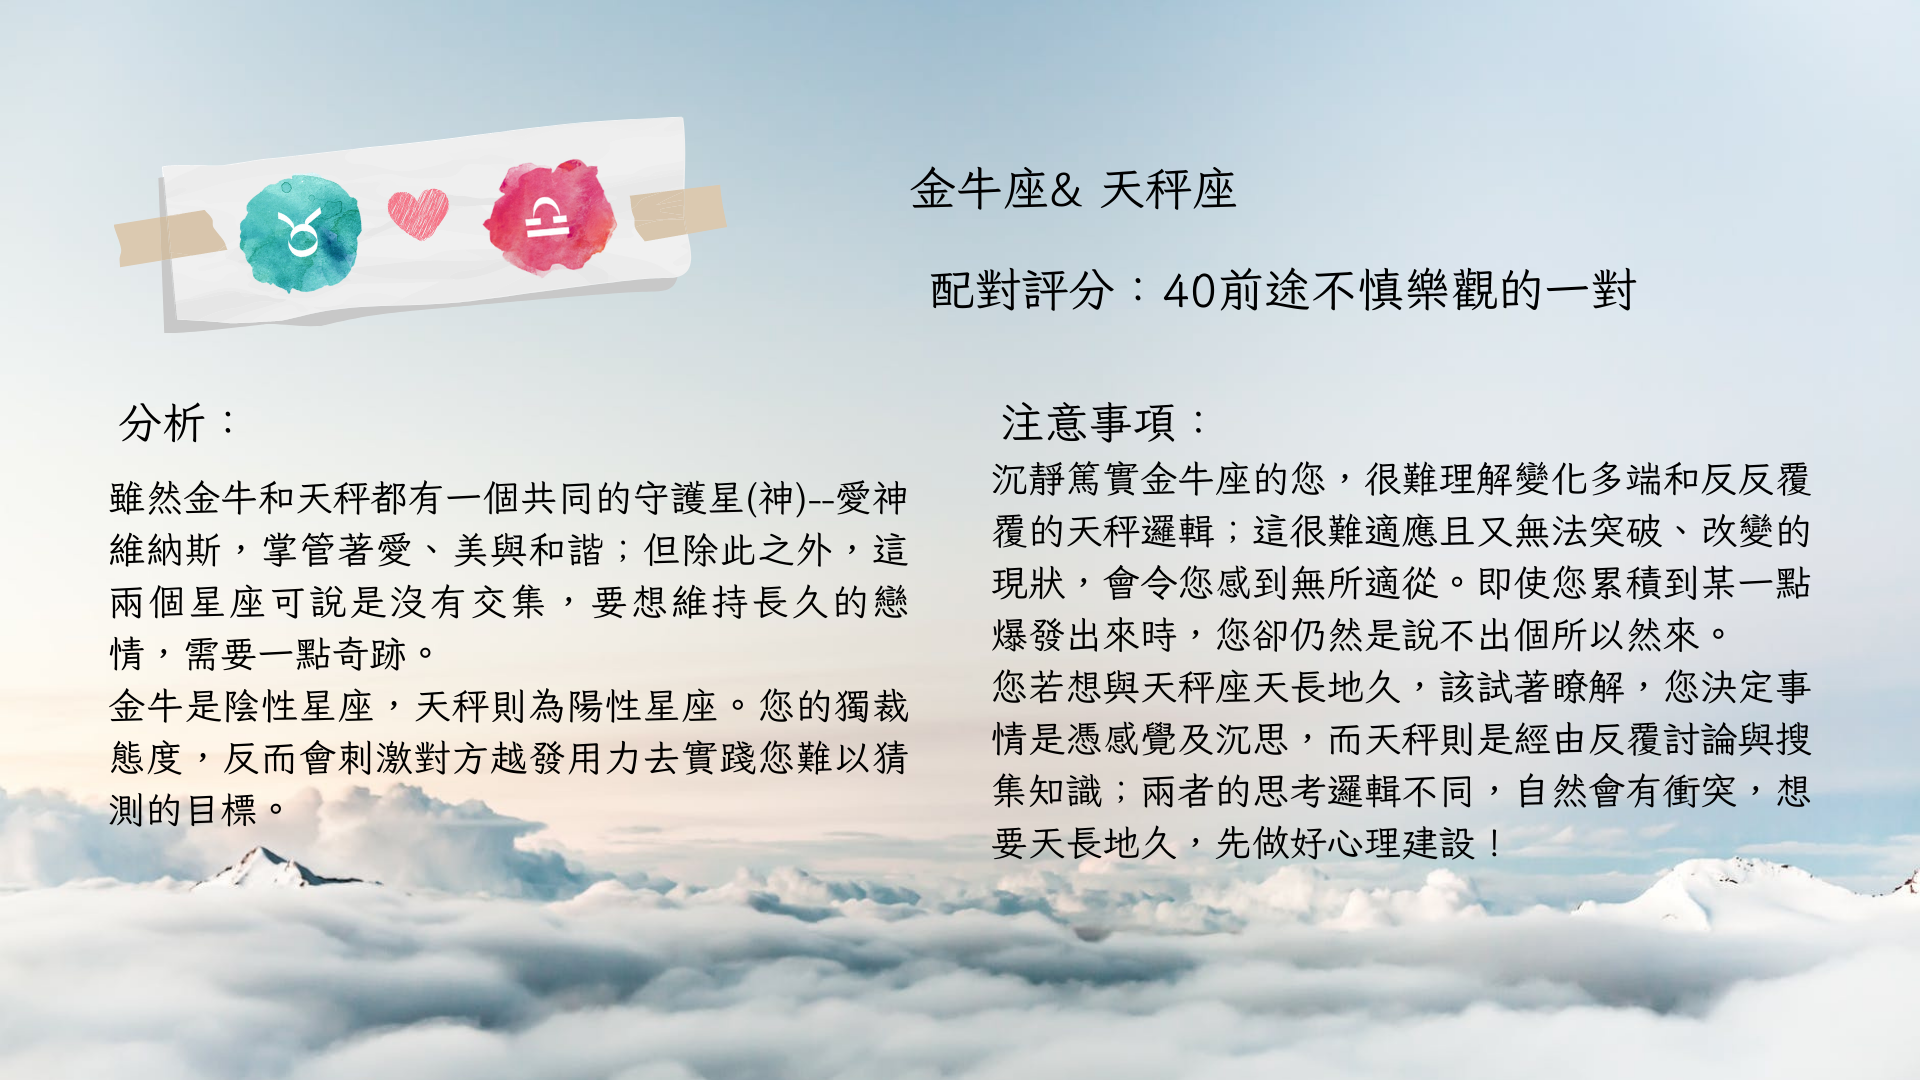 金牛座& 天秤座
配對評分：40前途不慎樂觀的一對
分析：
雖然金牛和天秤都有一個共同的守護星(神)--愛神
維納斯，掌管著愛、美與和諧；但除此之外，這
兩個星座可說是沒有交集，要想維持長久的戀
情，需要一點奇跡。
金牛是陰性星座，天秤則為陽性星座。您的獨裁
態度，反而會刺激對方越發用力去實踐您難以猜
測的目標。
注意事項：
沉靜篤實金牛座的您，很難理解變化多端和反反覆
覆的天秤邏輯；這很難適應且又無法突破、改變的
現狀，會令您感到無所適從。即使您累積到某一點
爆發出來時，您卻仍然是說不出個所以然來。
您若想與天秤座天長地久，該試著瞭解，您決定事
情是憑感覺及沉思，而天秤則是經由反覆討論與搜
集知識；兩者的思考邏輯不同，自然會有衝突，想
要天長地久，先做好心理建設！